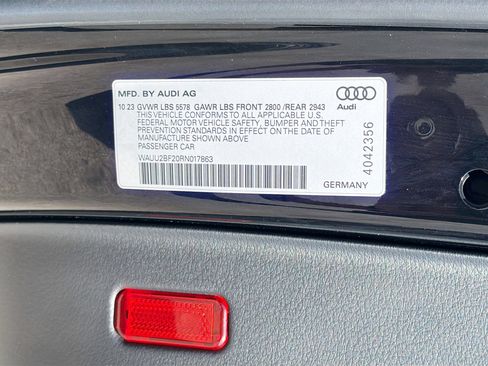 MFD. BY AUDI AG
10 23 GVWR LBS 5578 GAWR LBS FRONT 2800 /REAR 2943
THIS VEHICLE CONFORMS TO ALL APPLICABLE U.S.
FEDERAL MOTOR VEHICLE SAFETY, BUMPER AND THEFT
PREVENTION STANDARDS IN EFFECT ON THE DATE OF
MANUFACTURE SHOWN ABOVE
PASSENGER CAR
WAUU2BF20RN017863
Audi
4042356
GERMANY